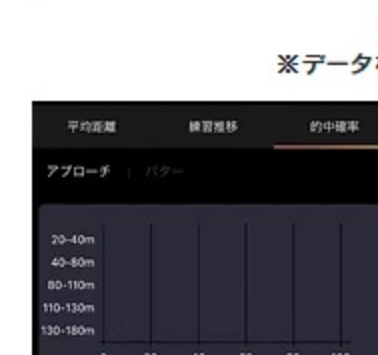 ※データ
平均距離 練習推移 的中確率
アプローチ | パター
20-40m
40-80m
80-110m
110-130m
130-180m